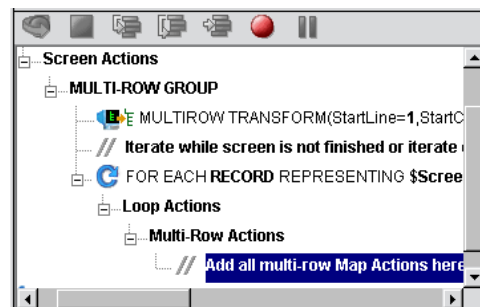 Screen Actions
MULTI-ROW GROUP
MULTIROW TRANSFORM(StartLine=1,StartC
// Iterate while screen is not finished or iterate
FOR EACH RECORD REPRESENTING $Scree
Loop Actions
Multi-Row Actions
// Add all multi-row Map Actions here